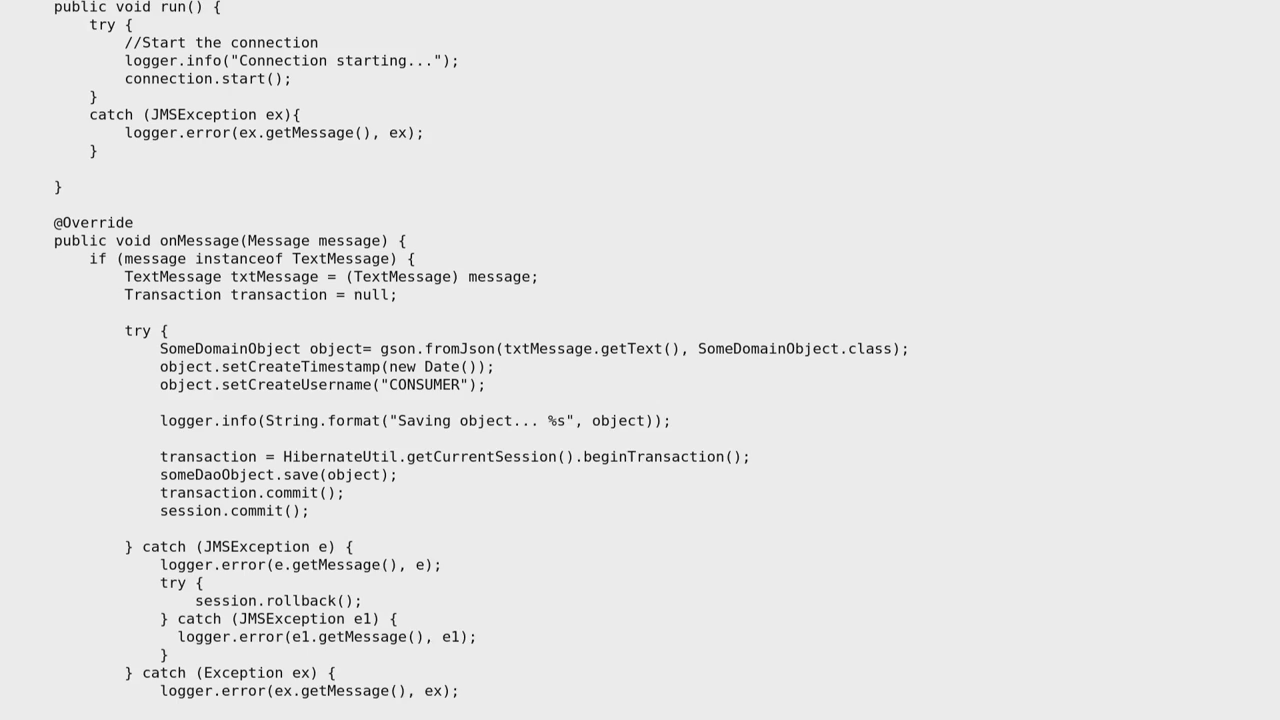 public void run() {
try {
//Start the connection
logger.info("Connection starting...");
connection.start();
}
catch (JMSException ex){
logger.error(ex.getMessage(), ex);
}
}
@Override
public void onMessage(Message message) {
if (message instanceof TextMessage) {
TextMessage txtMessage = (TextMessage) message;
Transaction transaction = null;
try {
SomeDomainObject object= gson.fromJson(txtMessage.getText(), SomeDomainObject.class);
object.setCreateTimestamp(new Date());
object.setCreateUsername("CONSUMER");
logger.info(String.format("Saving object... %s", object));
transaction = HibernateUtil.getCurrentSession().beginTransaction();
someDaoObject.save(object);
transaction.commit();
session.commit();
} catch (JMSException e) {
logger.error(e.getMessage(), e);
try {
session.rollback();
} catch (JMSException e1) {
logger.error(e1.getMessage(), e1);
}
} catch (Exception ex) {
logger.error(ex.getMessage(), ex);